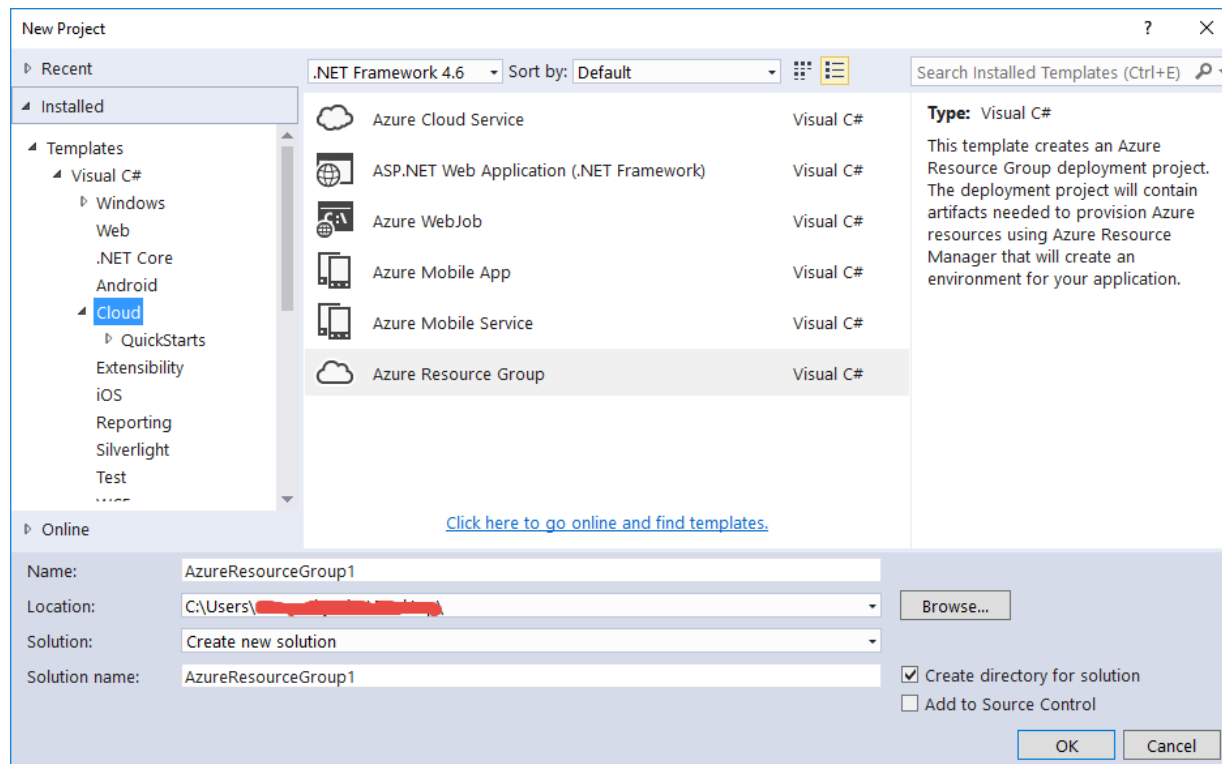 New Project
?
Recent
.NET Framework 4.6
Sort by:
Default
Search Installed Templates (Ctrl+E)
Installed
Templates
Visual C#
Windows
Web
.NET Core
Android
Cloud
QuickStarts
Extensibility
iOS
Reporting
Silverlight
Test
Online
Azure Cloud Service Visual C#
ASP.NET Web Application (.NET Framework) Visual C#
Azure WebJob Visual C#
Azure Mobile App Visual C#
Azure Mobile Service Visual C#
Azure Resource Group Visual C#
Click here to go online and find templates.
Type: Visual C#
This template creates an Azure
Resource Group deployment project.
The deployment project will contain
artifacts needed to provision Azure
resources using Azure Resource
Manager that will create an
environment for your application.
Name: AzureResourceGroup1
Location: C:\Users\
Browse...
Solution: Create new solution
Solution name: AzureResourceGroup1
Create directory for solution
Add to Source Control
OK
Cancel